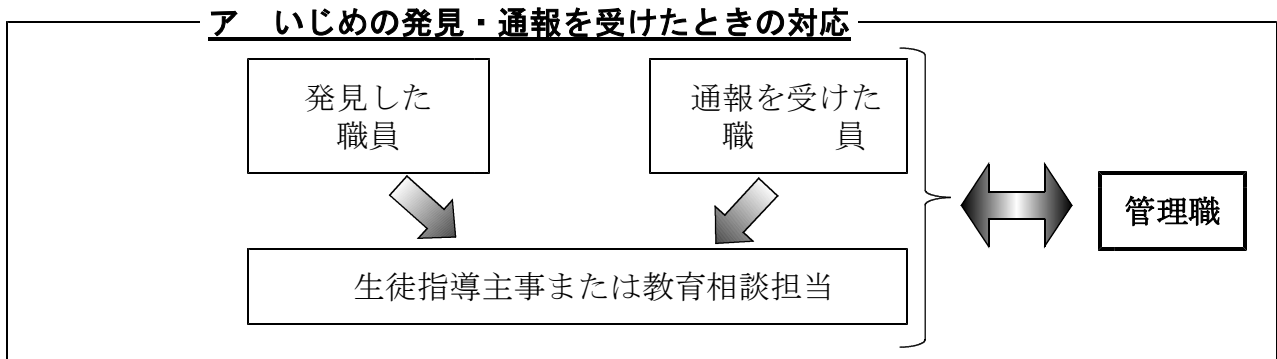 ア　いじめの発見・通報を受けたときの対応
発見した
職員
通報を受けた
職　　員
生徒指導主事または教育相談担当
管理職